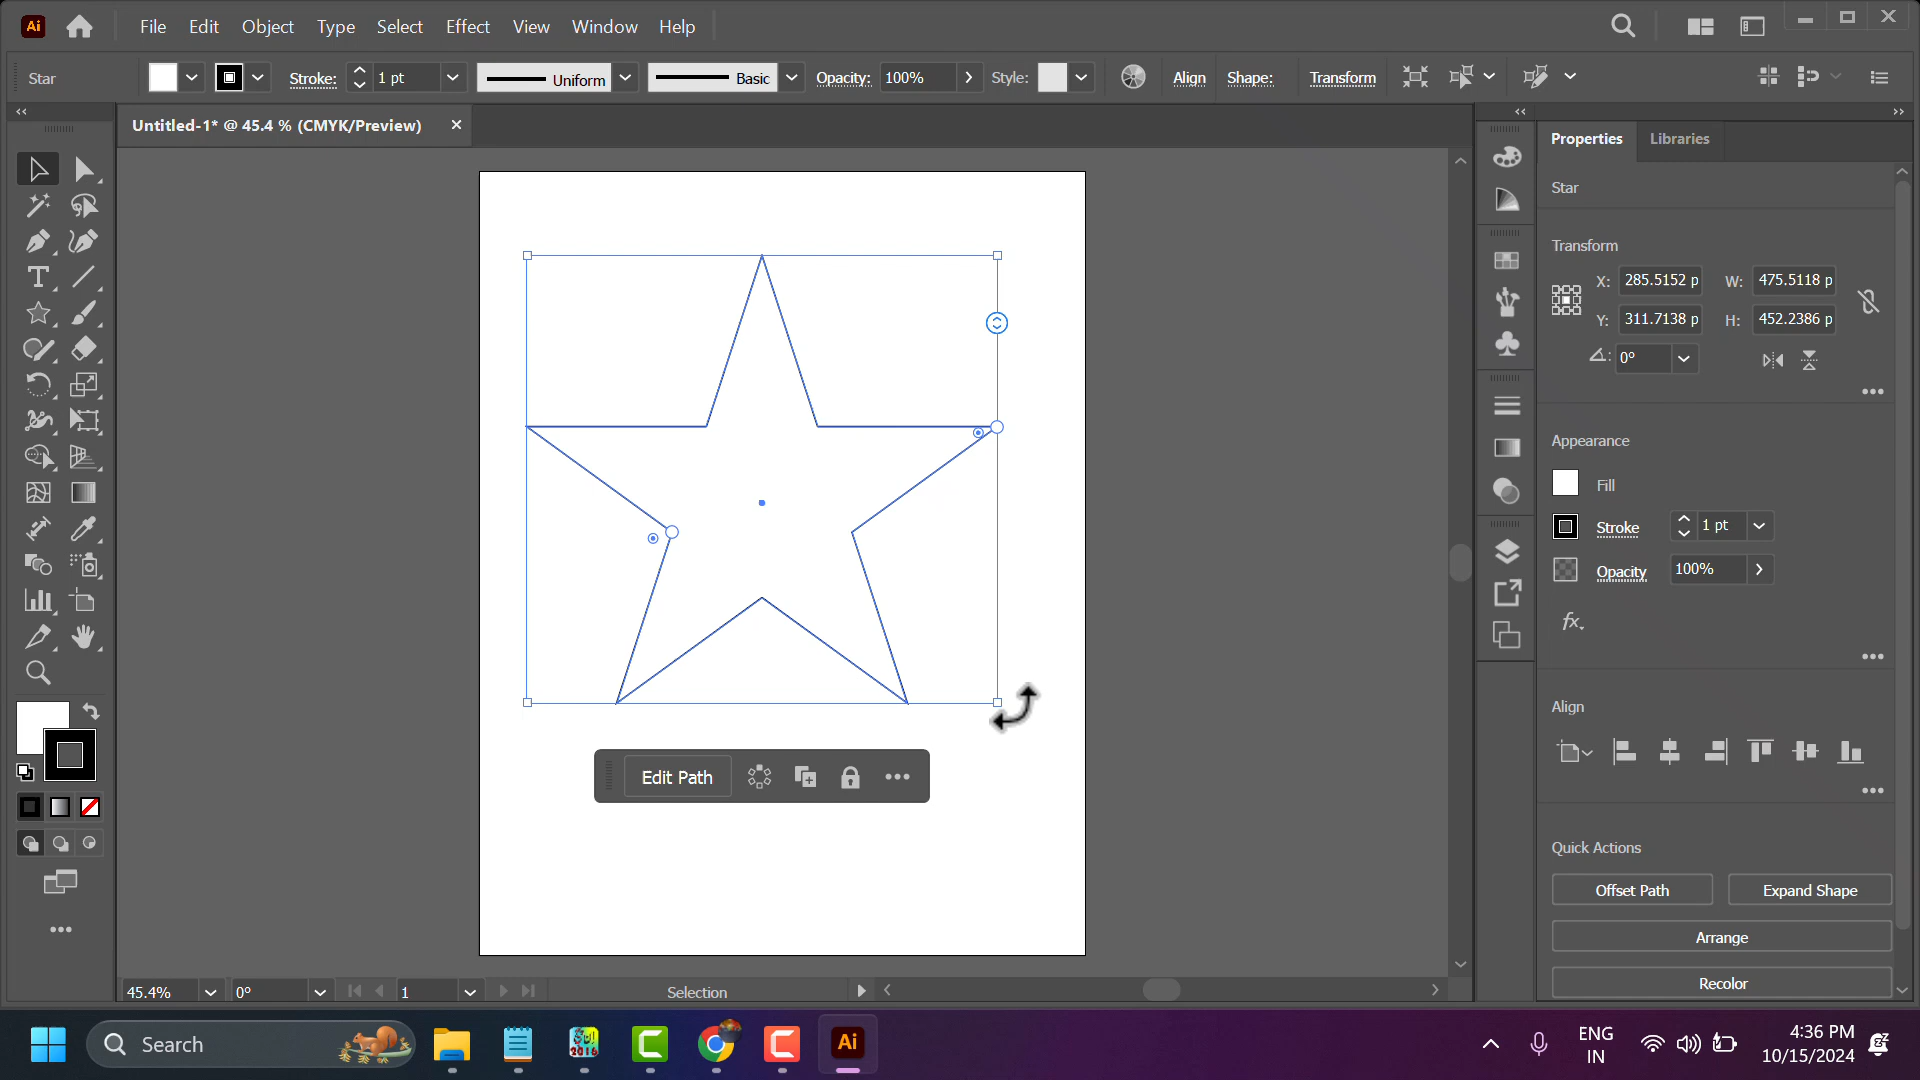 Ai File Edit Object Type Select Effect View Window Help
Star Stroke: 1 pt Uniform Basic Opacity: 100% Style: Align Shape: Transform
Untitled-1* @ 45.4 % (CMYK/Preview)
Properties Libraries
Star
Transform
X: 285.5152 p W: 475.5118 p
Y: 311.7138 p H: 452.2386 p
0°
Appearance
Fill
Stroke 1 pt
Opacity 100%
fx
Align
Edit Path
Quick Actions
Offset Path Expand Shape
Arrange
Recolor
45.4% 0° 1 Selection
Search
2016
Ai
ENG
IN
4:36 PM
10/15/2024